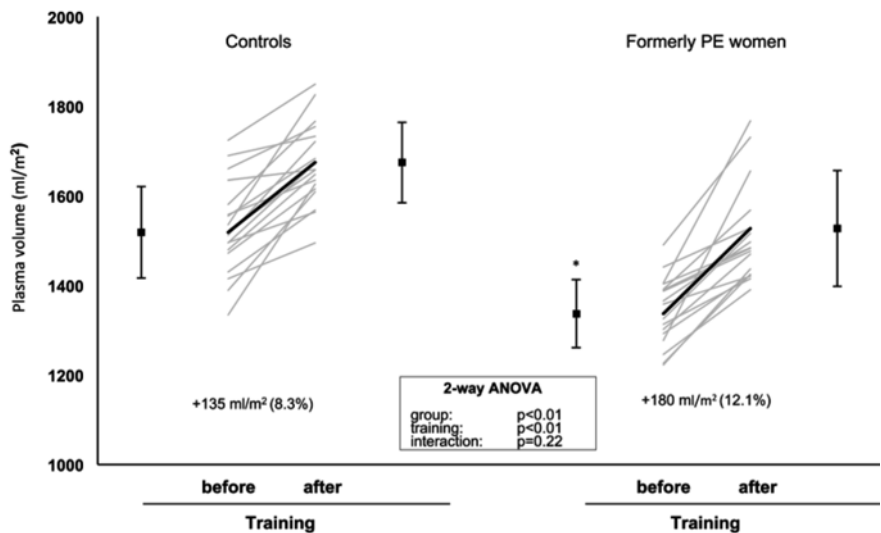 Controls
Formerly PE women
Plasma volume (ml/m²)
2000
1800
1600
1400
1200
1000
*
+135 ml/m² (8.3%)
+180 ml/m² (12.1%)
2-way ANOVA
group: p<0.01
training: p<0.01
interaction: p=0.22
before after
before after
Training
Training